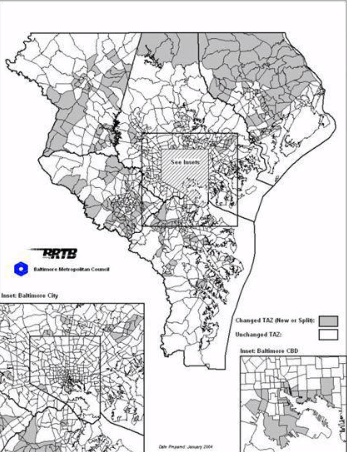 See Insets
BRTB
Baltimore Metropolitan Council
Inset: Baltimore City
Changed TAZ (New or Split):
Unchanged TAZ:
Inset: Baltimore CBD
Date Prepared: January 2004